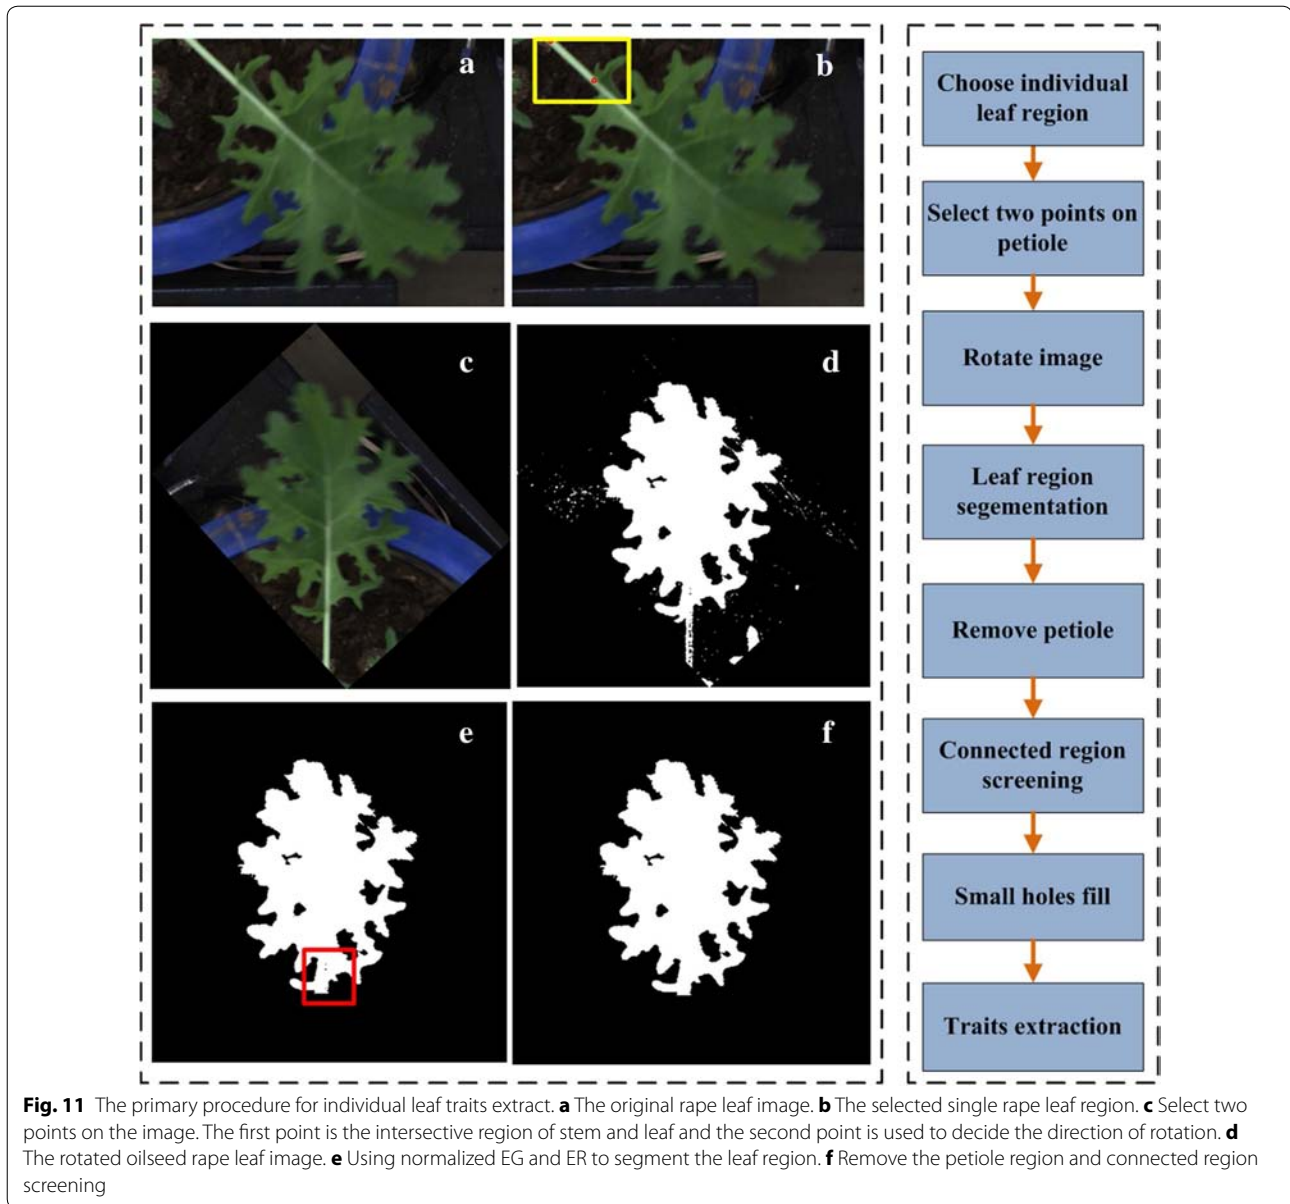 a
b
c
d
e
f
Choose individual
leaf region
Select two points on
petiole
Rotate image
Leaf region
segementation
Remove petiole
Connected region
screening
Small holes fill
Traits extraction
Fig. 11 The primary procedure for individual leaf traits extract. a The original rape leaf image. b The selected single rape leaf region. c Select two
points on the image. The first point is the intersective region of stem and leaf and the second point is used to decide the direction of rotation. d
The rotated oilseed rape leaf image. e Using normalized EG and ER to segment the leaf region. f Remove the petiole region and connected region
screening